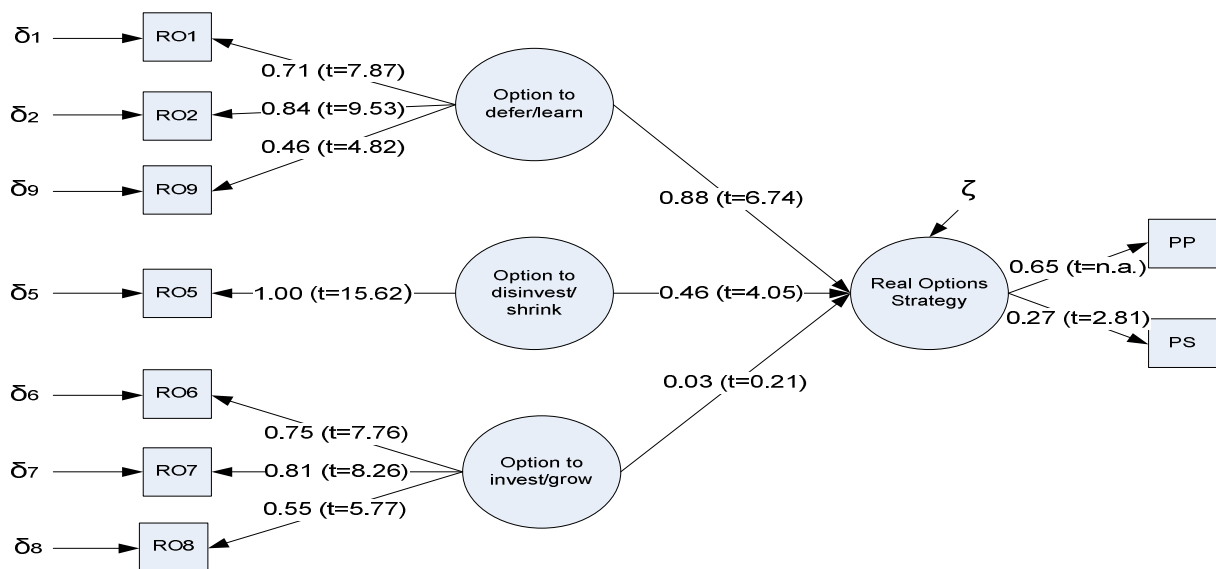 δ1
RO1
0.71 (t=7.87)
δ2
RO2
0.84 (t=9.53)
δ9
RO9
0.46 (t=4.82)
Option to
defer/learn
0.88 (t=6.74)
δ5
RO5
1.00 (t=15.62)
Option to
disinvest/
shrink
0.46 (t=4.05)
δ6
RO6
0.75 (t=7.76)
δ7
RO7
0.81 (t=8.26)
δ8
RO8
0.55 (t=5.77)
Option to
invest/grow
0.03 (t=0.21)
ζ
Real Options
Strategy
0.65 (t=n.a.)
PP
0.27 (t=2.81)
PS